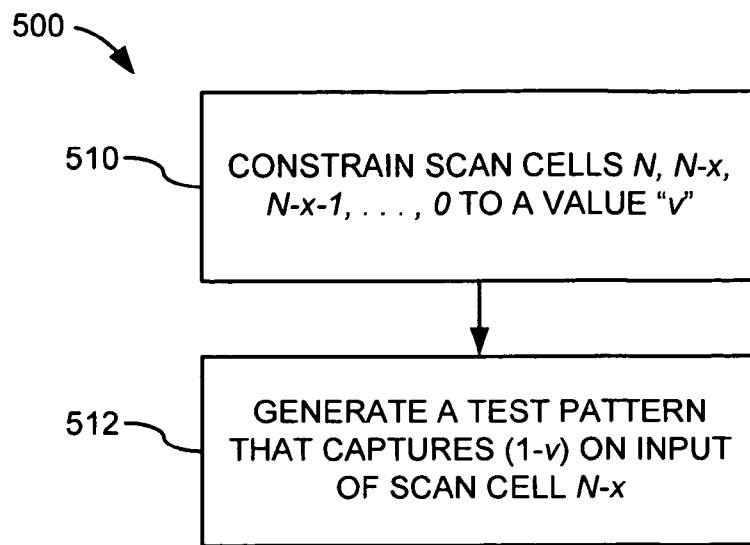 500
510
CONSTRAIN SCAN CELLS N, N-x,
N-x-1, . . . , 0 TO A VALUE “v”
512
GENERATE A TEST PATTERN
THAT CAPTURES (1-v) ON INPUT
OF SCAN CELL N-x